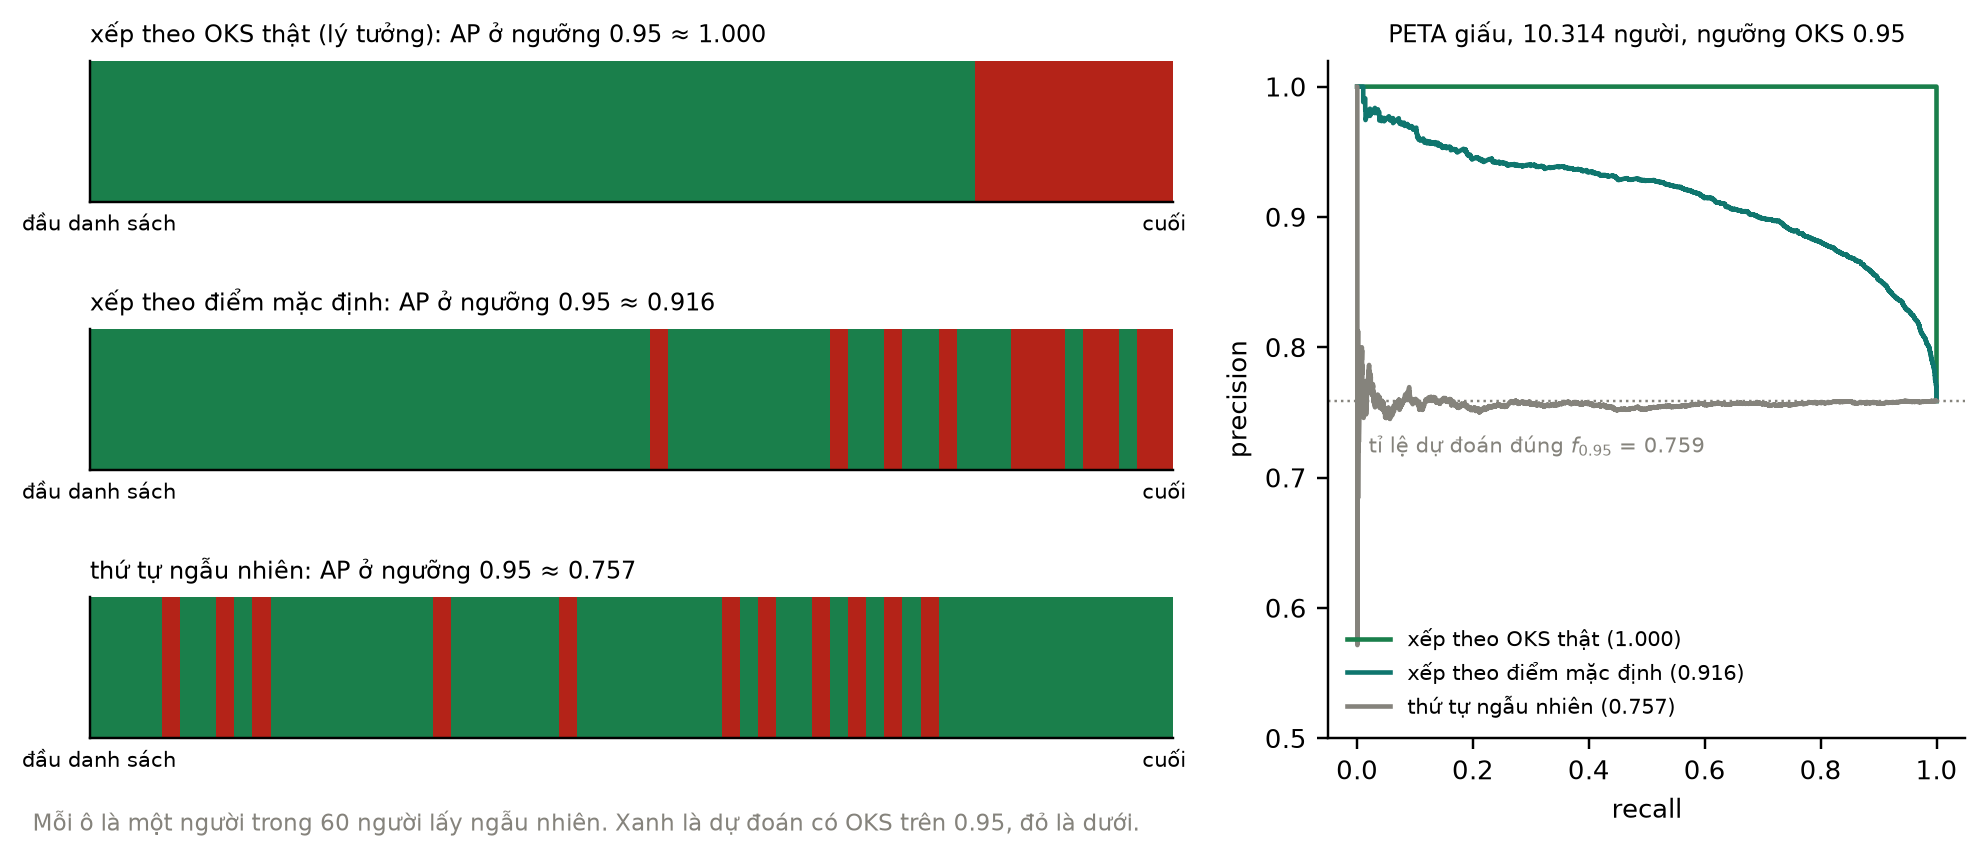 xếp theo OKS thật (lý tưởng): AP ở ngưỡng 0.95 ≈ 1.000
đầu danh sách
cuối
xếp theo điểm mặc định: AP ở ngưỡng 0.95 ≈ 0.916
đầu danh sách
cuối
thứ tự ngẫu nhiên: AP ở ngưỡng 0.95 ≈ 0.757
đầu danh sách
cuối
Mỗi ô là một người trong 60 người lấy ngẫu nhiên. Xanh là dự đoán có OKS trên 0.95, đỏ là dưới.
PETA giấu, 10.314 người, ngưỡng OKS 0.95
precision
1.0
0.9
0.8
0.7
0.6
0.5
tỉ lệ dự đoán đúng f0.95 = 0.759
xếp theo OKS thật (1.000)
xếp theo điểm mặc định (0.916)
thứ tự ngẫu nhiên (0.757)
0.0
0.2
0.4
0.6
0.8
1.0
recall